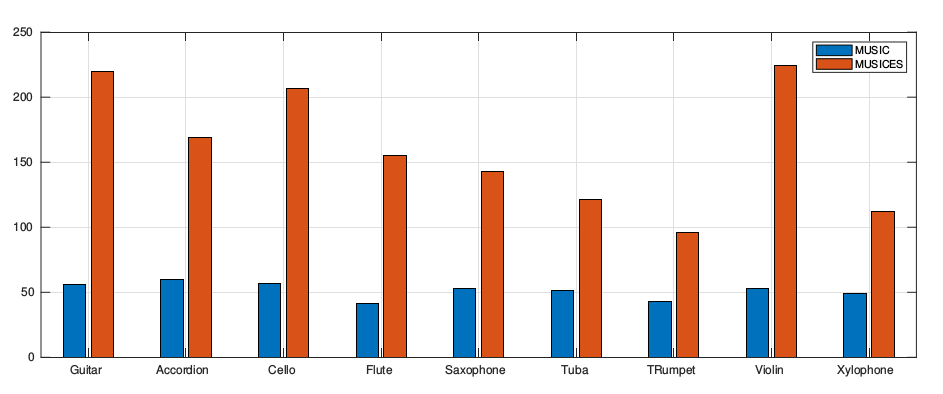 250
MUSIC
MUSICES
200
150
100
50
0
Guitar Accordion Cello Flute Saxophone Tuba TRumpet Violin Xylophone